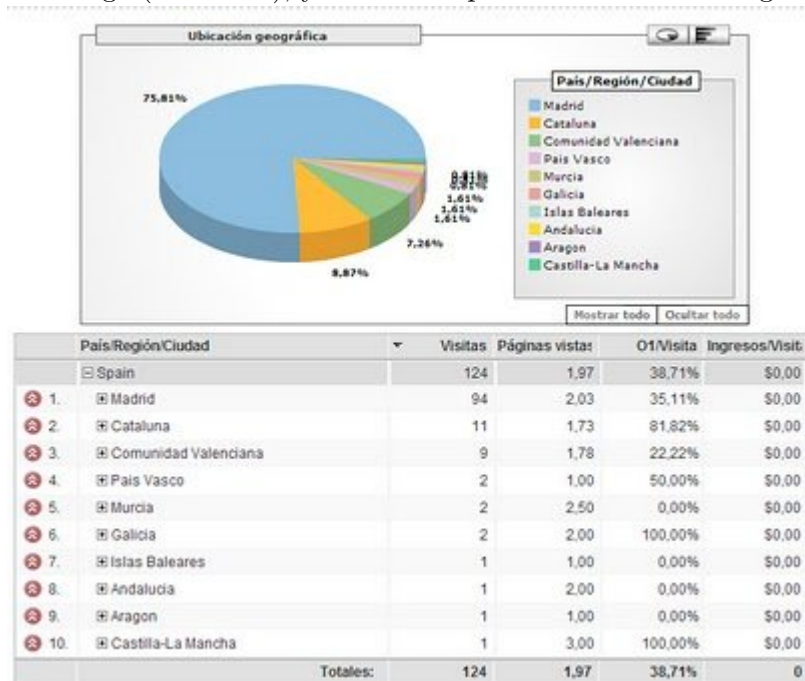 Ubicación geográfica
75,81%
8,87%
7,26%
1,61%
1,61%
1,61%
0,81%
País/Región/Ciudad
Madrid
Cataluna
Comunidad Valenciana
Pais Vasco
Murcia
Galicia
Islas Baleares
Andalucia
Aragon
Castilla-La Mancha
Mostrar todo Ocultar todo
País/Región/Ciudad Visitas Páginas vistas O1/Visita Ingresos/Visit
Spain 124 1,97 38,71% $0,00
1. Madrid 94 2,03 35,11% $0,00
2. Cataluna 11 1,73 81,82% $0,00
3. Comunidad Valenciana 9 1,78 22,22% $0,00
4. Pais Vasco 2 1,00 50,00% $0,00
5. Murcia 2 2,50 0,00% $0,00
6. Galicia 2 2,00 100,00% $0,00
7. Islas Baleares 1 1,00 0,00% $0,00
8. Andalucia 1 2,00 0,00% $0,00
9. Aragon 1 1,00 0,00% $0,00
10. Castilla-La Mancha 1 3,00 100,00% $0,00
Totales: 124 1,97 38,71% 0